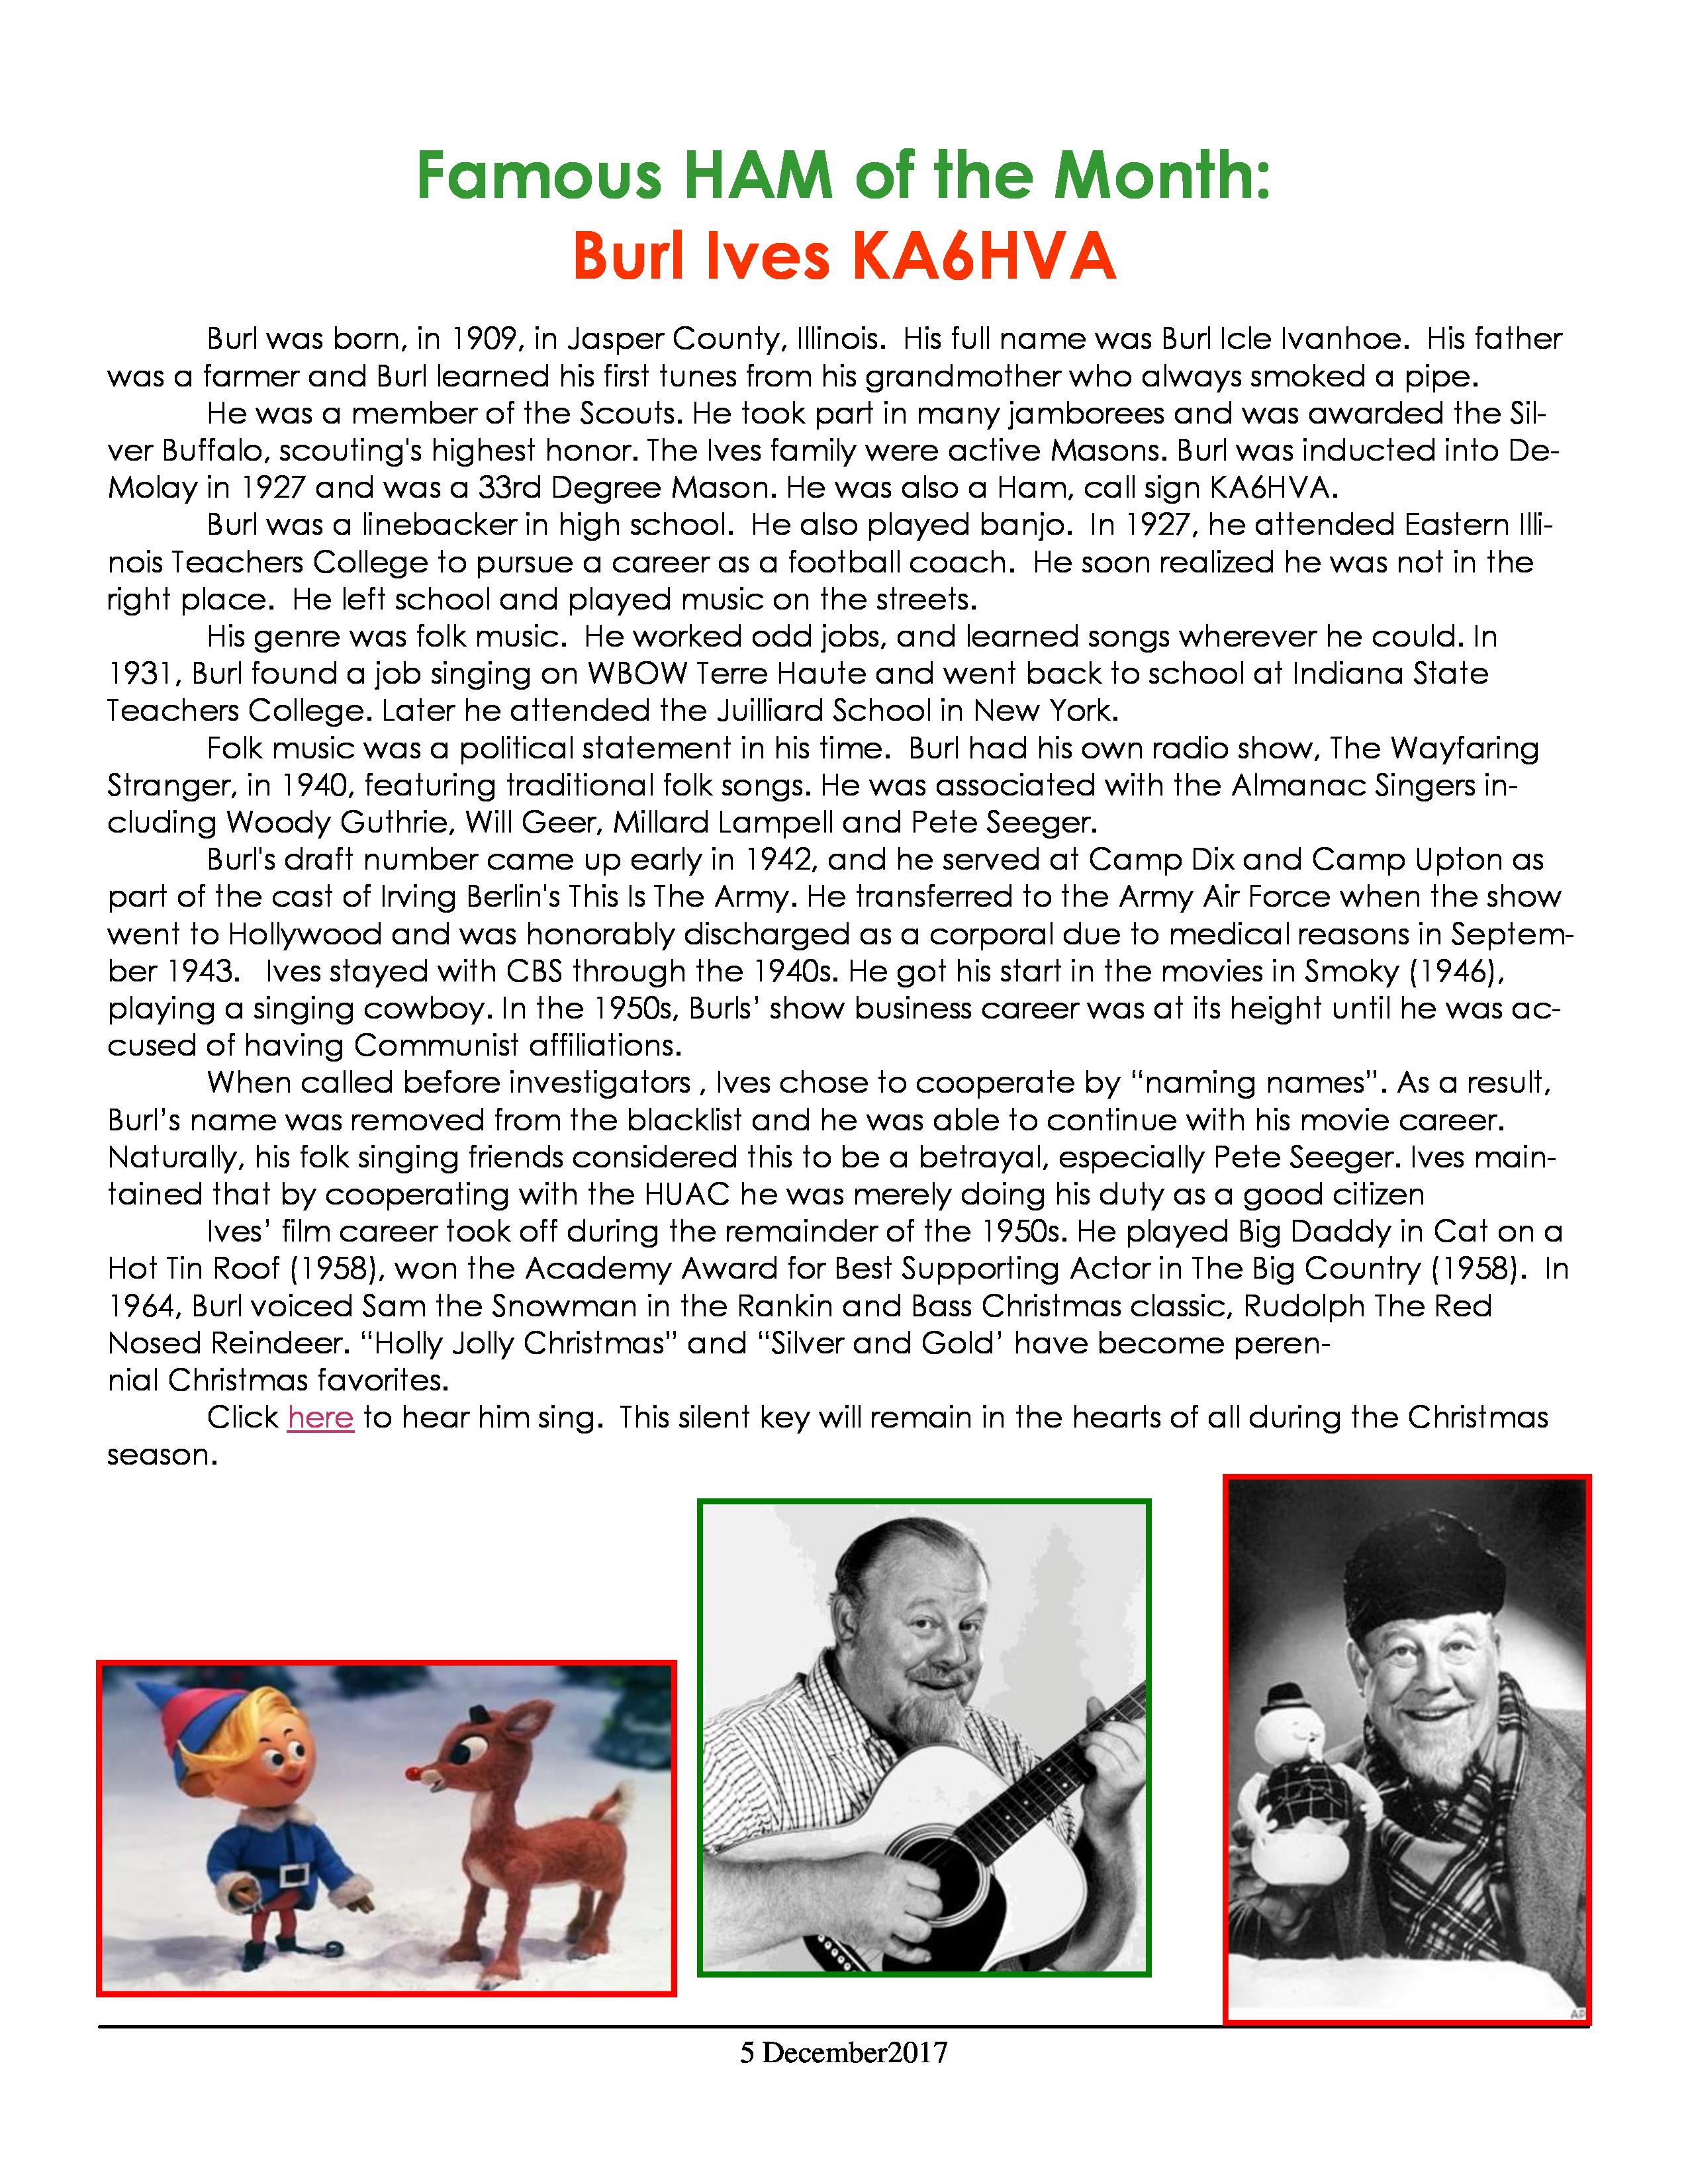 Famous HAM of the Month:
Burl Ives KA6HVA
Burl was born, in 1909, in Jasper County, Illinois.  His full name was Burl Icle Ivanhoe.  His father
was a farmer and Burl learned his first tunes from his grandmother who always smoked a pipe.
He was a member of the Scouts. He took part in many jamborees and was awarded the Sil-
ver Buffalo, scouting's highest honor. The Ives family were active Masons. Burl was inducted into De-
Molay in 1927 and was a 33rd Degree Mason. He was also a Ham, call sign KA6HVA.
Burl was a linebacker in high school.  He also played banjo.  In 1927, he attended Eastern Illi-
nois Teachers College to pursue a career as a football coach.  He soon realized he was not in the
right place.  He left school and played music on the streets.
His genre was folk music.  He worked odd jobs, and learned songs wherever he could. In
1931, Burl found a job singing on WBOW Terre Haute and went back to school at Indiana State
Teachers College. Later he attended the Juilliard School in New York.
Folk music was a political statement in his time.  Burl had his own radio show, The Wayfaring
Stranger, in 1940, featuring traditional folk songs. He was associated with the Almanac Singers in-
cluding Woody Guthrie, Will Geer, Millard Lampell and Pete Seeger.
Burl's draft number came up early in 1942, and he served at Camp Dix and Camp Upton as
part of the cast of Irving Berlin's This Is The Army. He transferred to the Army Air Force when the show
went to Hollywood and was honorably discharged as a corporal due to medical reasons in Septem-
ber 1943.   Ives stayed with CBS through the 1940s. He got his start in the movies in Smoky (1946),
playing a singing cowboy. In the 1950s, Burls’ show business career was at its height until he was ac-
cused of having Communist affiliations.
When called before investigators , Ives chose to cooperate by “naming names”. As a result,
Burl’s name was removed from the blacklist and he was able to continue with his movie career.
Naturally, his folk singing friends considered this to be a betrayal, especially Pete Seeger. Ives main-
tained that by cooperating with the HUAC he was merely doing his duty as a good citizen
Ives’ film career took off during the remainder of the 1950s. He played Big Daddy in Cat on a
Hot Tin Roof (1958), won the Academy Award for Best Supporting Actor in The Big Country (1958).  In
1964, Burl voiced Sam the Snowman in the Rankin and Bass Christmas classic, Rudolph The Red
Nosed Reindeer. “Holly Jolly Christmas” and “Silver and Gold’ have become peren-
nial Christmas favorites.
Click here to hear him sing.  This silent key will remain in the hearts of all during the Christmas
season.
AP
5 December2017